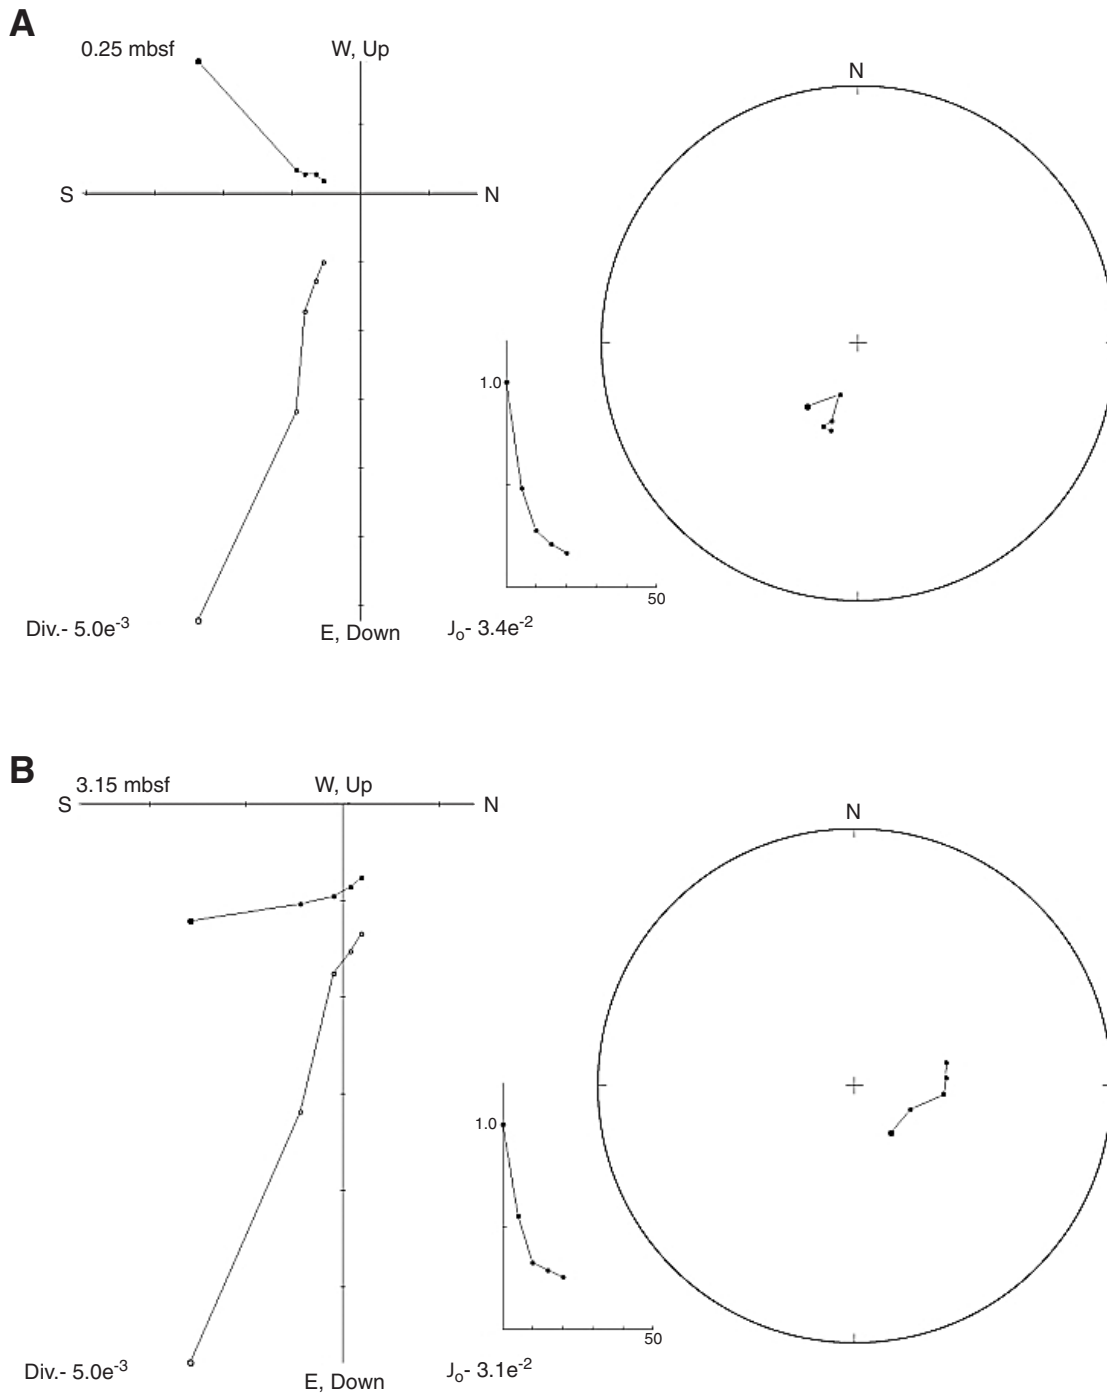 A
0.25 mbsf
W, Up
S
N
E, Down
Div.- 5.0e⁻³
1.0
50
Jₒ- 3.4e⁻²
N
B
3.15 mbsf
W, Up
S
N
E, Down
Div.- 5.0e⁻³
1.0
50
Jₒ- 3.1e⁻²
N